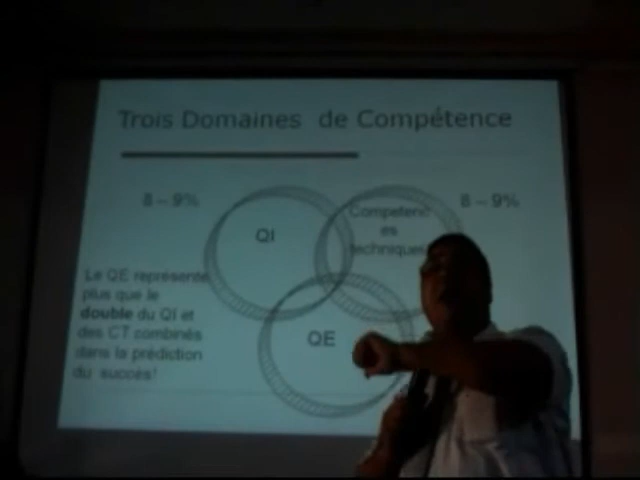 Trois Domaines de Compétence
8 – 9%
8 – 9%
QI
Competenc
es
techniques
Le QE représente
plus que le
double du QI et
des CT combinés
dans la prédiction
du succès!
QE